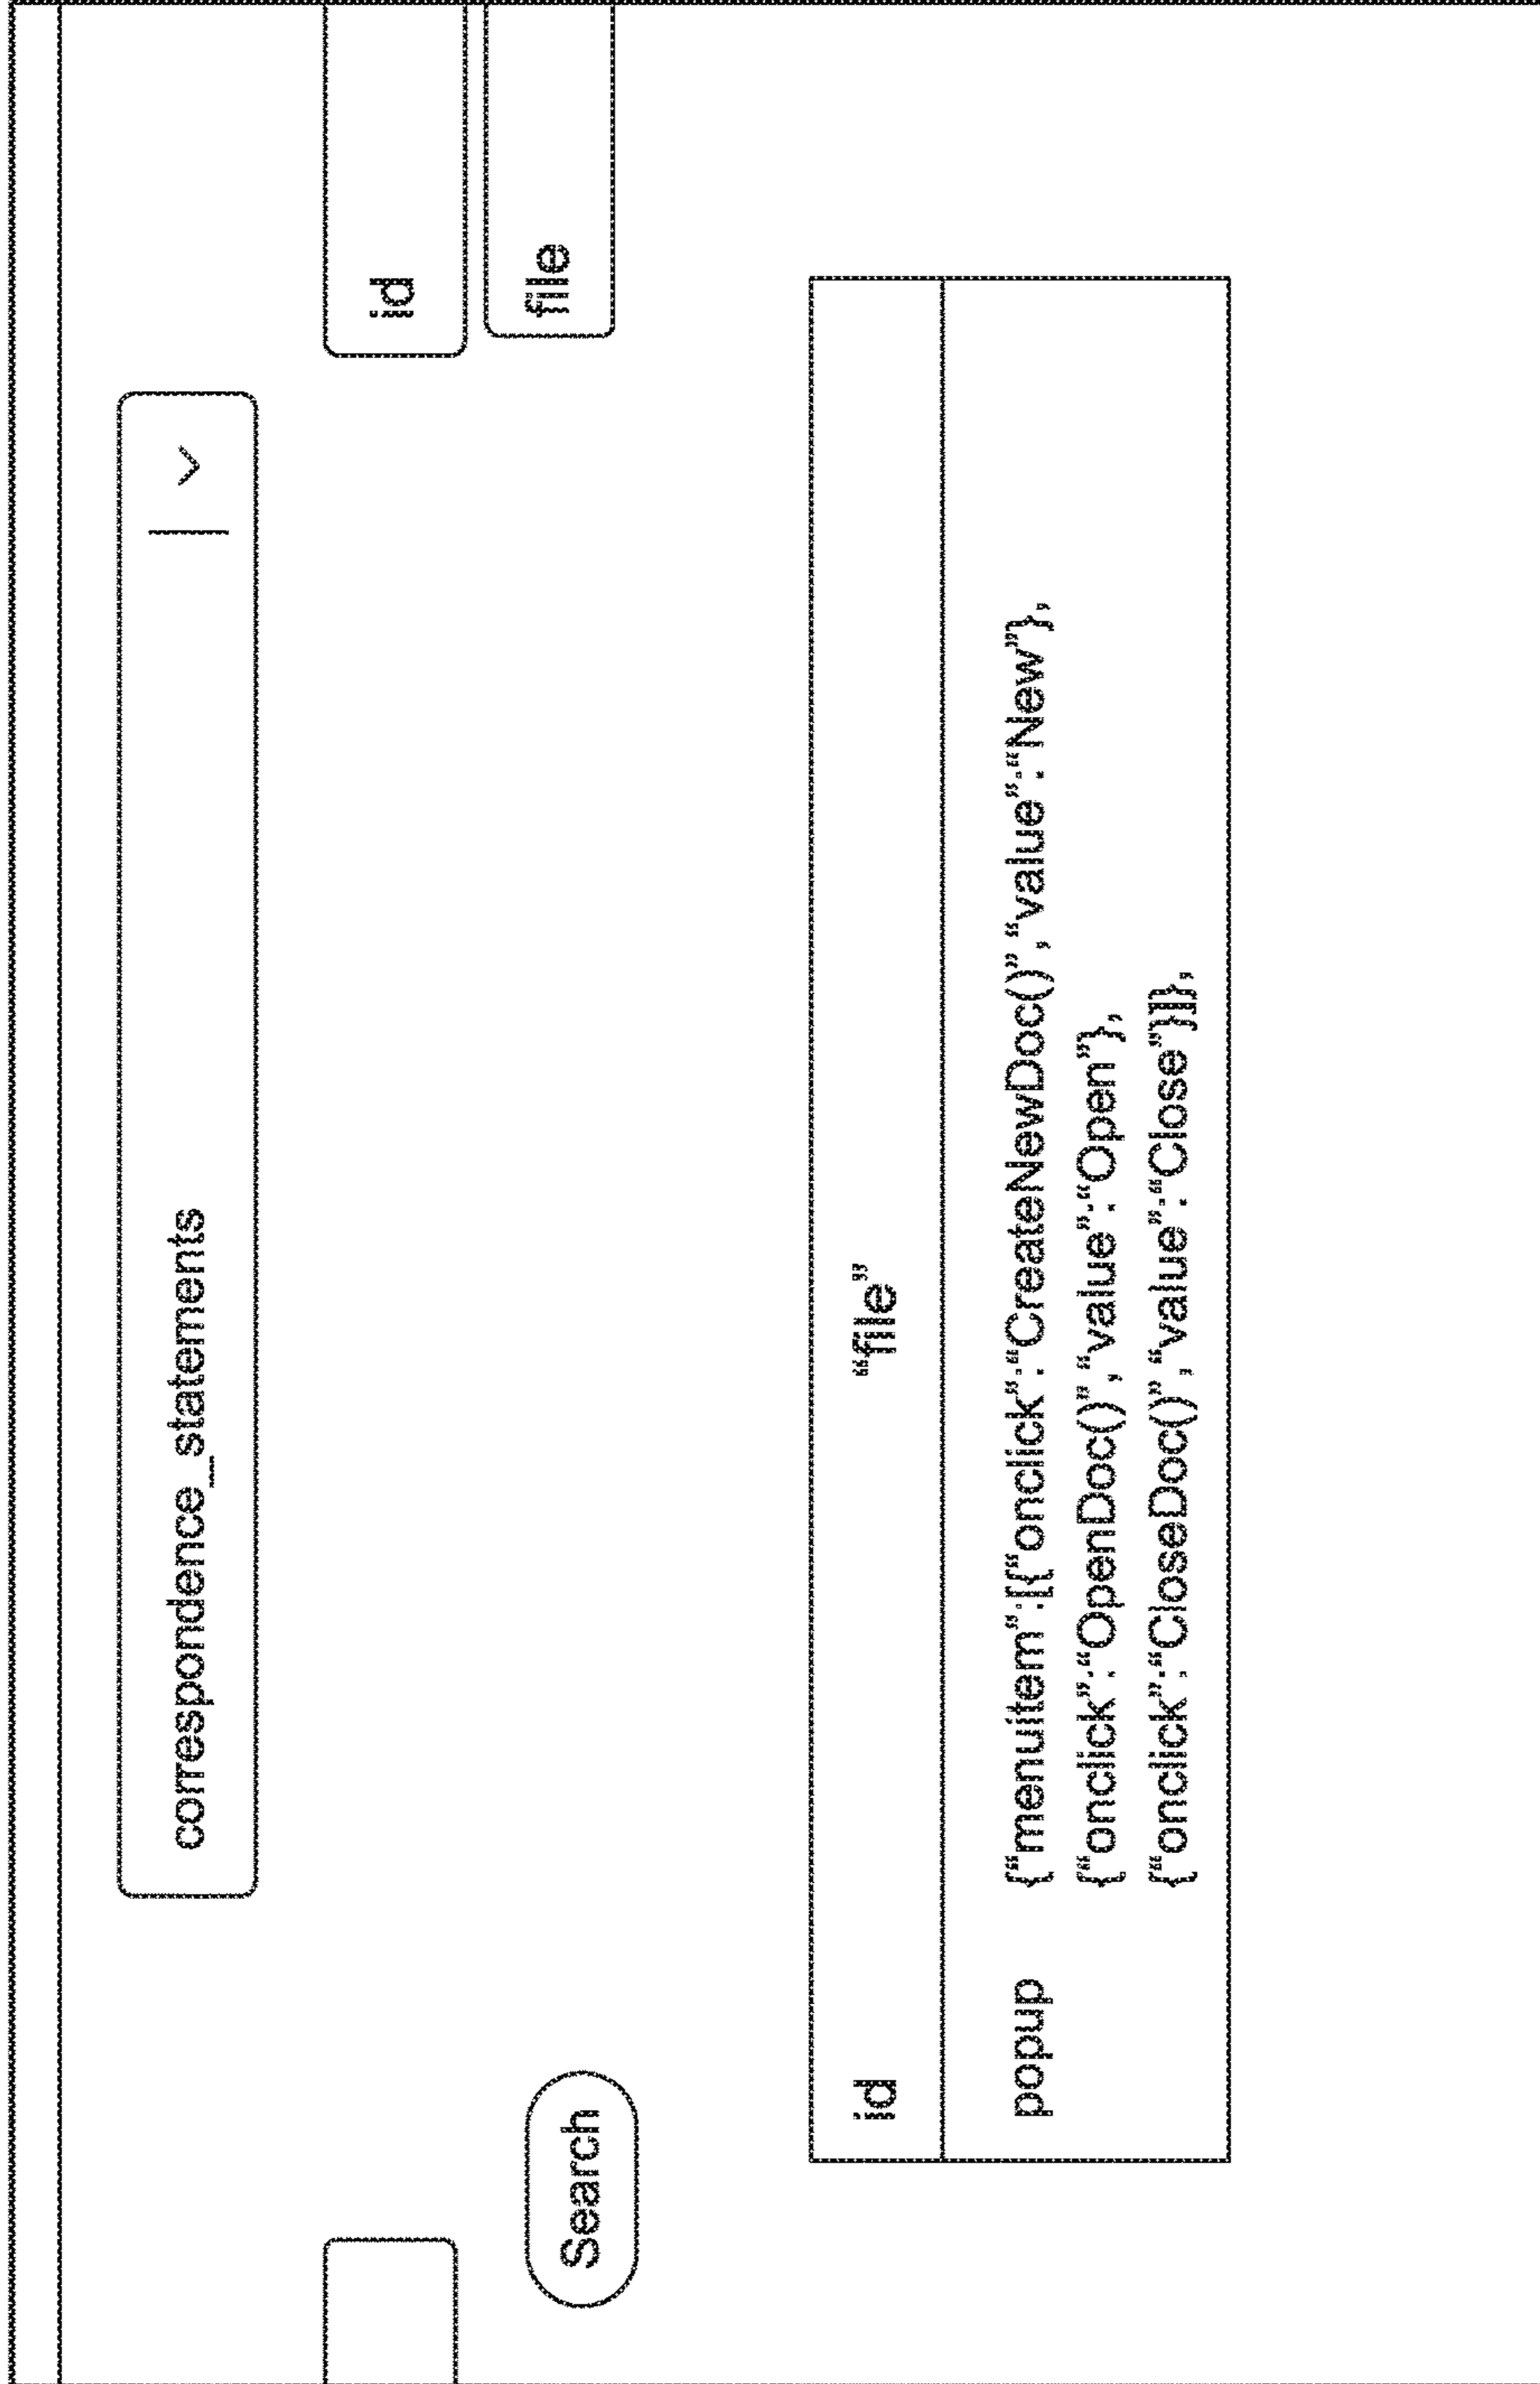 correspondence_statements
id
file
Search
id “file”
popup {“menuitem”:[{“onclick”:“CreateNewDoc()”,“value”:“New”},
{“onclick”:“OpenDoc()”,“value”:“Open”},
{“onclick”:“CloseDoc()”,“value”:“Close”}]},